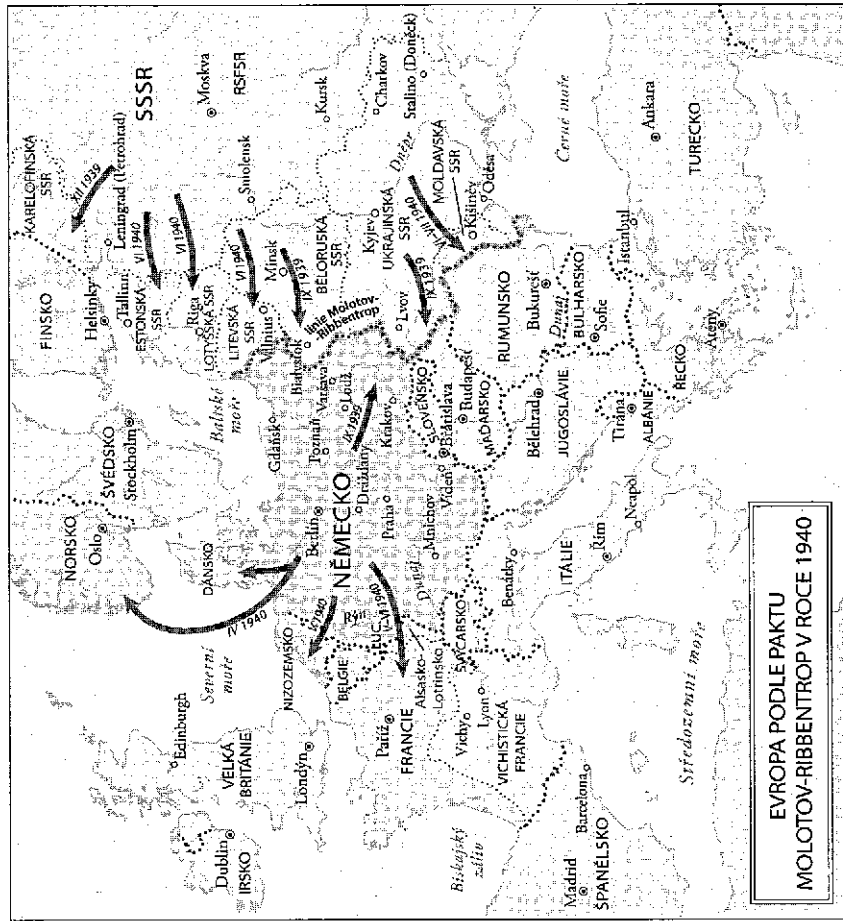 EVROPA PODLE PAKTU
MOLOTOV-RIBBENTROP V ROCE 1940
NORSKO
Oslo
ŠVÉDSKO
Stockholm
FINSKO
Helsinky
KARELOFINSKÁ
SSR
XII 1939
Leningrad (Petrohrad)
SSSR
Tallinn
ESTONSKÁ
SSR
VI 1940
Moskva
RSFSR
Riga
LOTYŠSKÁ SSR
VI 1940
LITEVSKÁ
SSR
Vilnius
VI 1940
Smolensk
Minsk
BĚLORUSKÁ
SSR
IX 1939
Kursk
Baltské
moře
Severní
moře
Edinburgh
VELKÁ
BRITÁNIE
Londýn
Dublin
IRSKO
DÁNSKO
IV 1940
NIZOZEMSKO
V 1940
BELGIE
LUC.
Rýn
Berlín
NĚMECKO
Gdaňsk
Poznaň
Varšava
Lodž
IX 1939
Białystok
linie Molotov-
Ribbentrop
Drážďany
Praha
Krakov
Lvov
IX 1939
Kyjev
UKRAJINSKÁ
SSR
Dněpr
Charkov
Stalino (Doněck)
MOLDAVSKÁ
SSR
Kišiněv
Oděsa
Paříž
FRANCIE
Alsasko-
Lotrinsko
Mnichov
Dunaj
Vídeň
SLOVENSKO
Bratislava
Budapešť
MAĎARSKO
RUMUNSKO
Bukurešť
Dunaj
Černé moře
Biskajský
záliv
Vichy
Lyon
VICHISTICKÁ
FRANCIE
ŠVÝCARSKO
Benátky
ITÁLIE
Řím
Neapol
Bělehrad
JUGOSLÁVIE
BULHARSKO
Sofie
Tirana
ALBÁNIE
ŘECKO
Atény
Istanbul
Ankara
TURECKO
Madrid
ŠPANĚLSKO
Barcelona
Středozemní moře